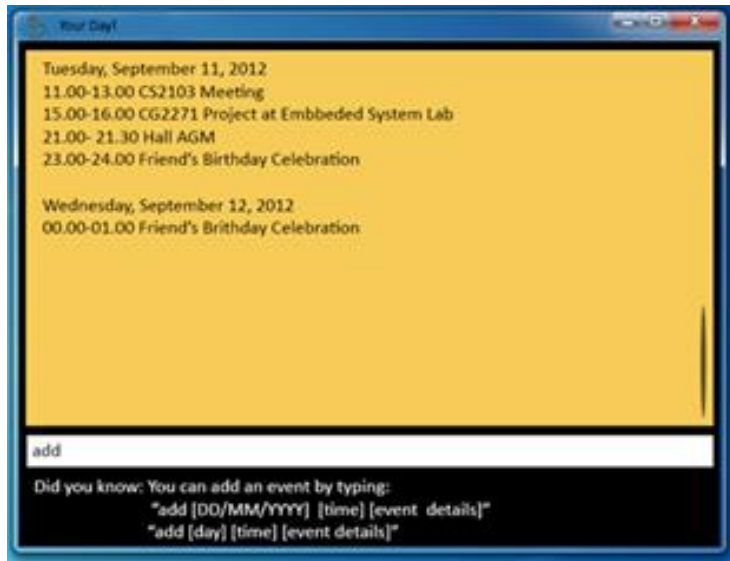 Your Day!
Tuesday, September 11, 2012
11.00-13.00 CS2103 Meeting
15.00-16.00 CG2271 Project at Embbeded System Lab
21.00- 21.30 Hall AGM
23.00-24.00 Friend's Birthday Celebration
Wednesday, September 12, 2012
00.00-01.00 Friend's Brithday Celebration
add
Did you know: You can add an event by typing:
"add [DD/MM/YYYY] [time] [event details]"
"add [day] [time] [event details]"